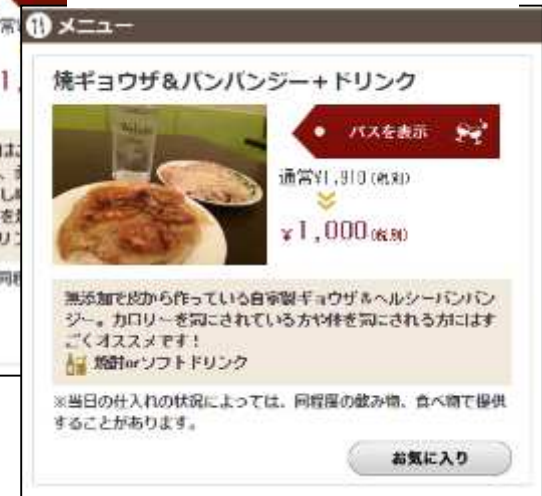 メニュー
焼ギョウザ＆バンバンジー＋ドリンク
パスを表示
通常¥1,910(税別)
¥1,000(税別)
無添加で皮から作っている自家製ギョウザ＆ヘルシーバンバン
ジー。カロリーを気にされている方や体を気にされる方にはす
ごくオススメです！
焼酎orソフトドリンク
※当日の仕入れの状況によっては、同程度の飲み物、食べ物で提供
することがあります。
お気に入り